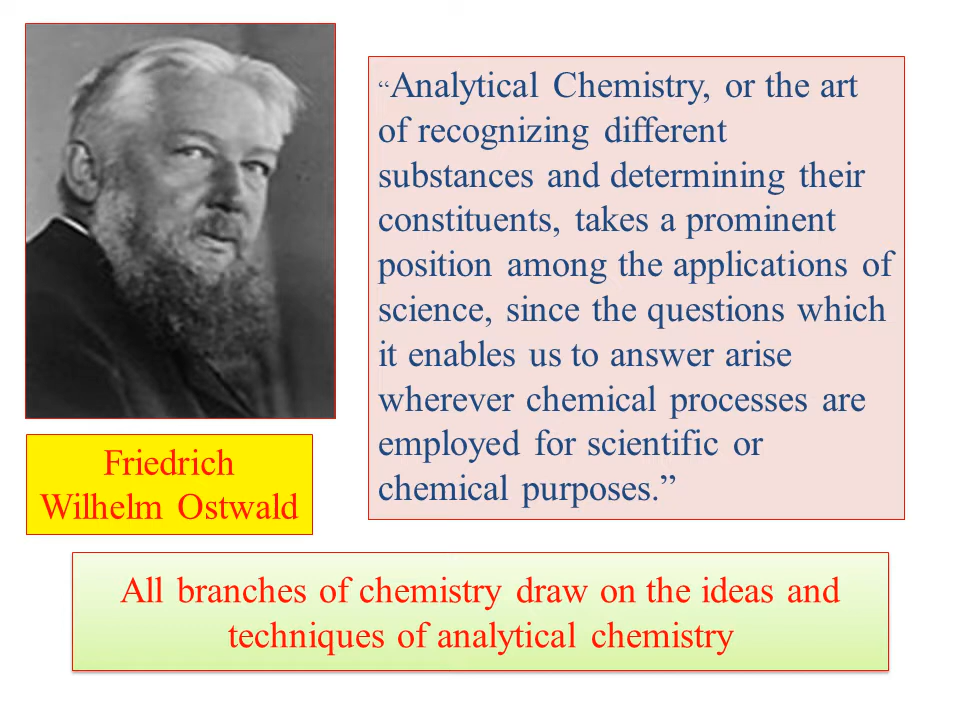 “Analytical Chemistry, or the art
of recognizing different
substances and determining their
constituents, takes a prominent
position among the applications of
science, since the questions which
it enables us to answer arise
wherever chemical processes are
employed for scientific or
chemical purposes.”
Friedrich
Wilhelm Ostwald
All branches of chemistry draw on the ideas and
techniques of analytical chemistry